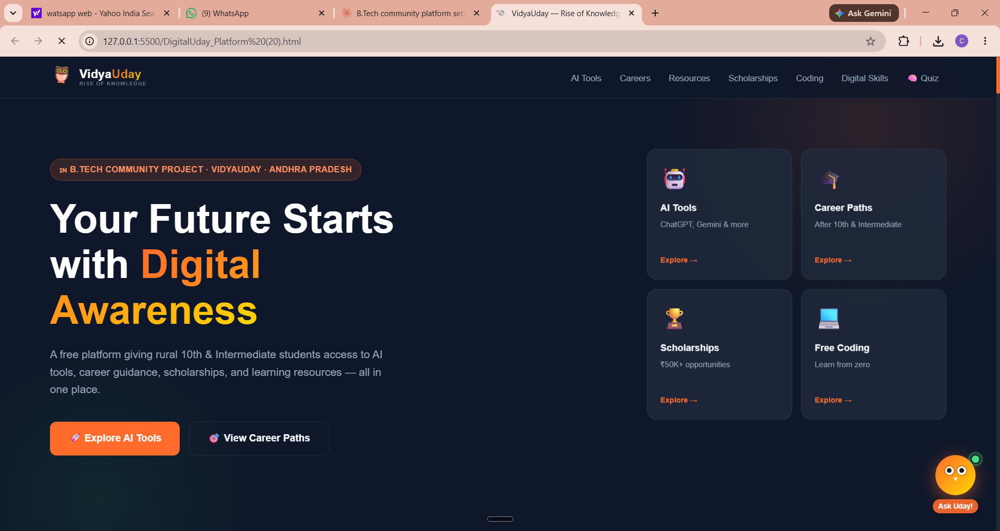 watsapp web - Yahoo India Sea
(9) WhatsApp
B.Tech community platform set
VidyaUday — Rise of Knowledg
Ask Gemini
127.0.0.1:5500/DigitalUday_Platform%20(20).html
C
VidyaUday
RISE OF KNOWLEDGE
AI Tools
Careers
Resources
Scholarships
Coding
Digital Skills
Quiz
IN B.TECH COMMUNITY PROJECT · VIDYAUDAY · ANDHRA PRADESH
Your Future Starts
with Digital
Awareness
A free platform giving rural 10th & Intermediate students access to AI
tools, career guidance, scholarships, and learning resources — all in
one place.
Explore AI Tools
View Career Paths
AI Tools
ChatGPT, Gemini & more
Explore →
Career Paths
After 10th & Intermediate
Explore →
Scholarships
₹50K+ opportunities
Explore →
Free Coding
Learn from zero
Explore →
Ask Uday!